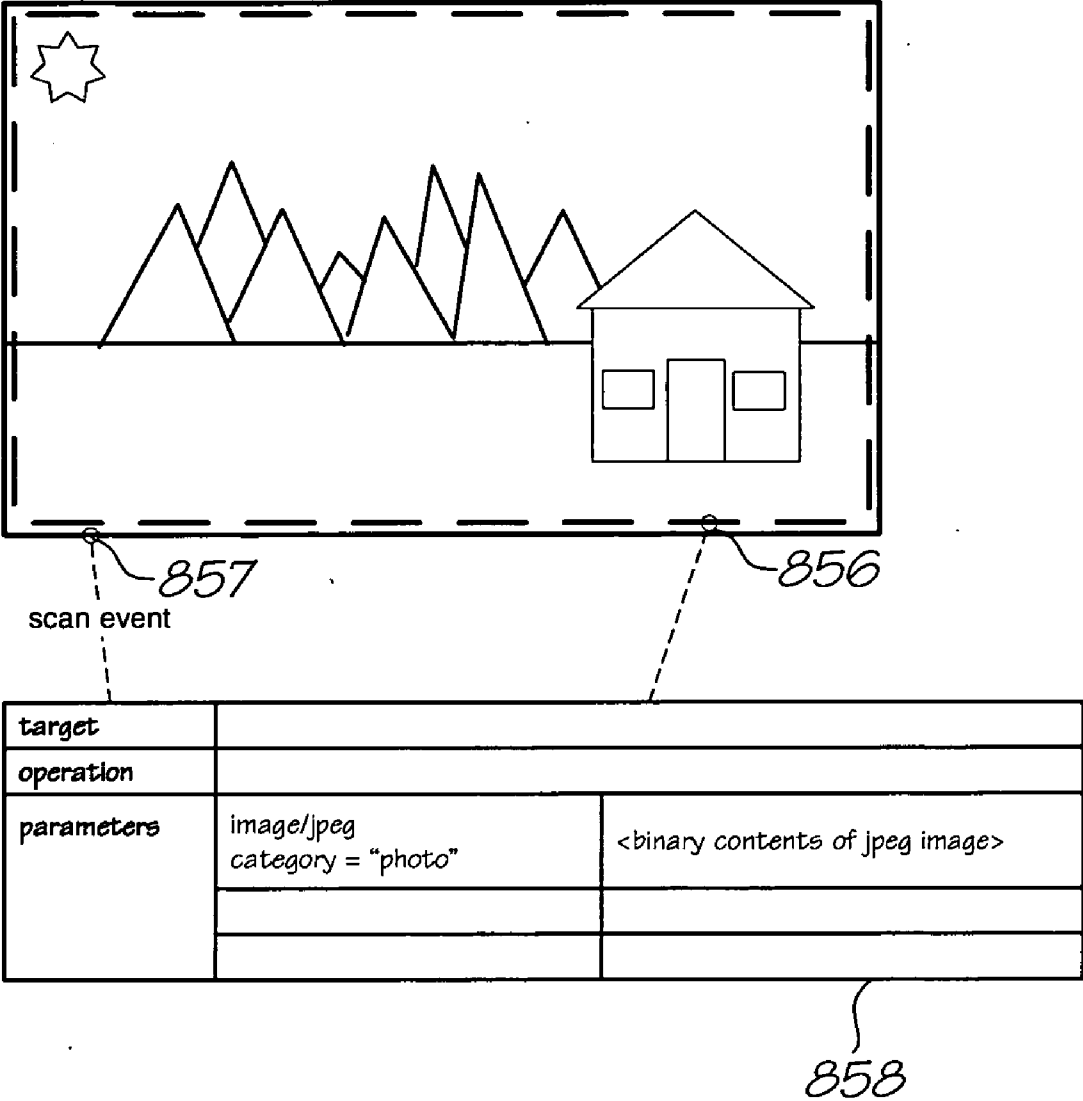 857
856
scan event
target
operation
parameters
image/jpeg
category = “photo”
<binary contents of jpeg image>
858